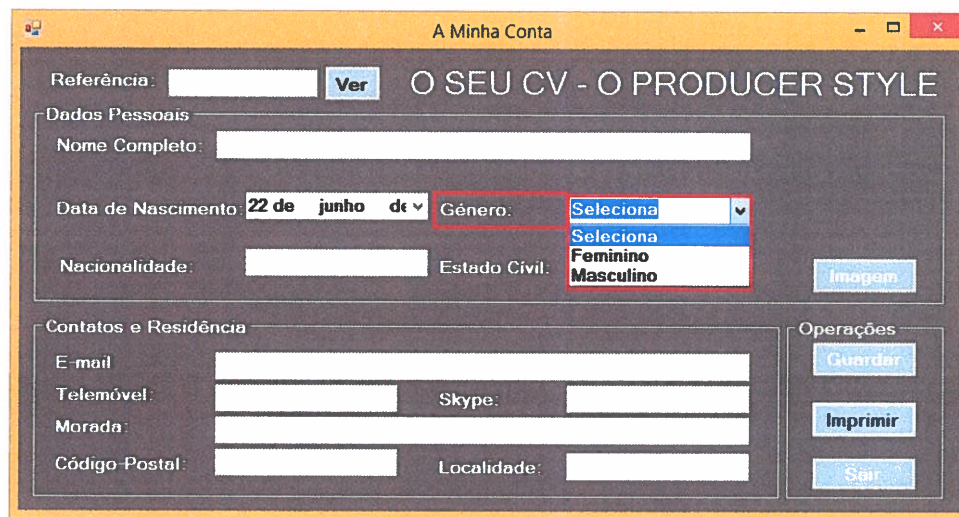 A Minha Conta
Referência: Ver O SEU CV - O PRODUCER STYLE
Dados Pessoais
Nome Completo:
Data de Nascimento: 22 de junho de Género: Seleciona
Seleciona
Feminino
Masculino
Nacionalidade: Estado Civil:
Imagem
Contatos e Residência
E-mail
Telemóvel:
Skype:
Morada:
Código-Postal:
Localidade:
Operações
Guardar
Imprimir
Sair